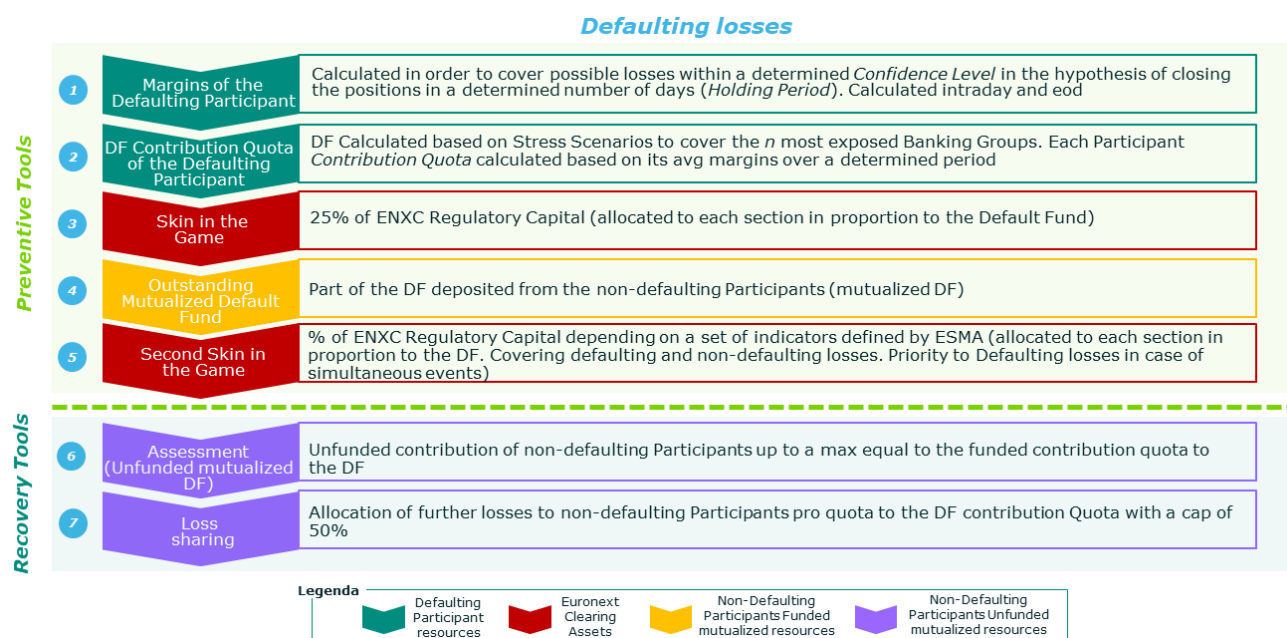 Defaulting losses
Preventive Tools
1
Margins of the
Defaulting Participant
Calculated in order to cover possible losses within a determined Confidence Level in the hypothesis of closing
the positions in a determined number of days (Holding Period). Calculated intraday and eod
2
DF Contribution Quota
of the Defaulting
Participant
DF Calculated based on Stress Scenarios to cover the n most exposed Banking Groups. Each Participant
Contribution Quota calculated based on its avg margins over a determined period
3
Skin in the
Game
25% of ENXC Regulatory Capital (allocated to each section in proportion to the Default Fund)
4
Outstanding
Mutualized Default
Fund
Part of the DF deposited from the non-defaulting Participants (mutualized DF)
5
Second Skin in
the Game
% of ENXC Regulatory Capital depending on a set of indicators defined by ESMA (allocated to each section in
proportion to the DF. Covering defaulting and non-defaulting losses. Priority to Defaulting losses in case of
simultaneous events)
Recovery Tools
6
Assessment
(Unfunded mutualized
DF)
Unfunded contribution of non-defaulting Participants up to a max equal to the funded contribution quota to
the DF
7
Loss
sharing
Allocation of further losses to non-defaulting Participants pro quota to the DF contribution Quota with a cap of
50%
Legenda
Defaulting
Participant
resources
Euronext
Clearing
Assets
Non-Defaulting
Participants Funded
mutualized resources
Non-Defaulting
Participants Unfunded
mutualized resources